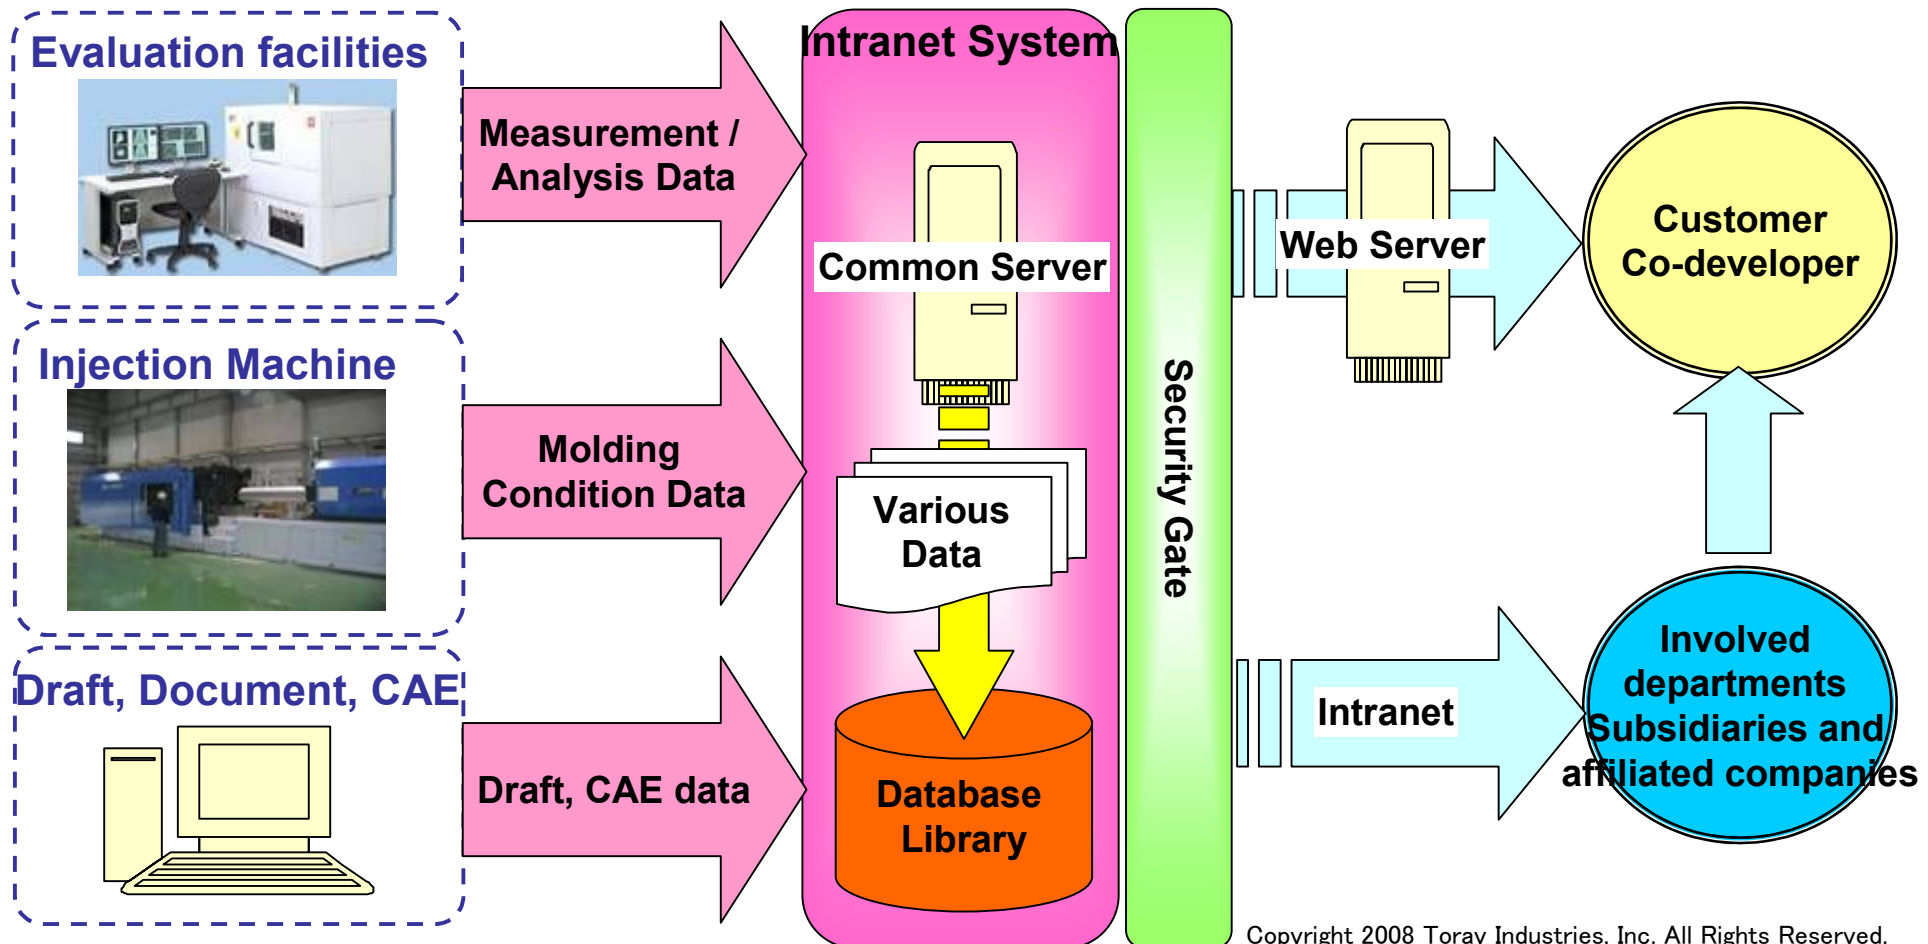 Evaluation facilities
Measurement /
Analysis Data
Injection Machine
Molding
Condition Data
Draft, Document, CAE
Draft, CAE data
Intranet System
Common Server
Various
Data
Database
Library
Security Gate
Web Server
Customer
Co-developer
Intranet
Involved
departments
Subsidiaries and
affiliated companies
Copyright 2008 Toray Industries, Inc. All Rights Reserved.